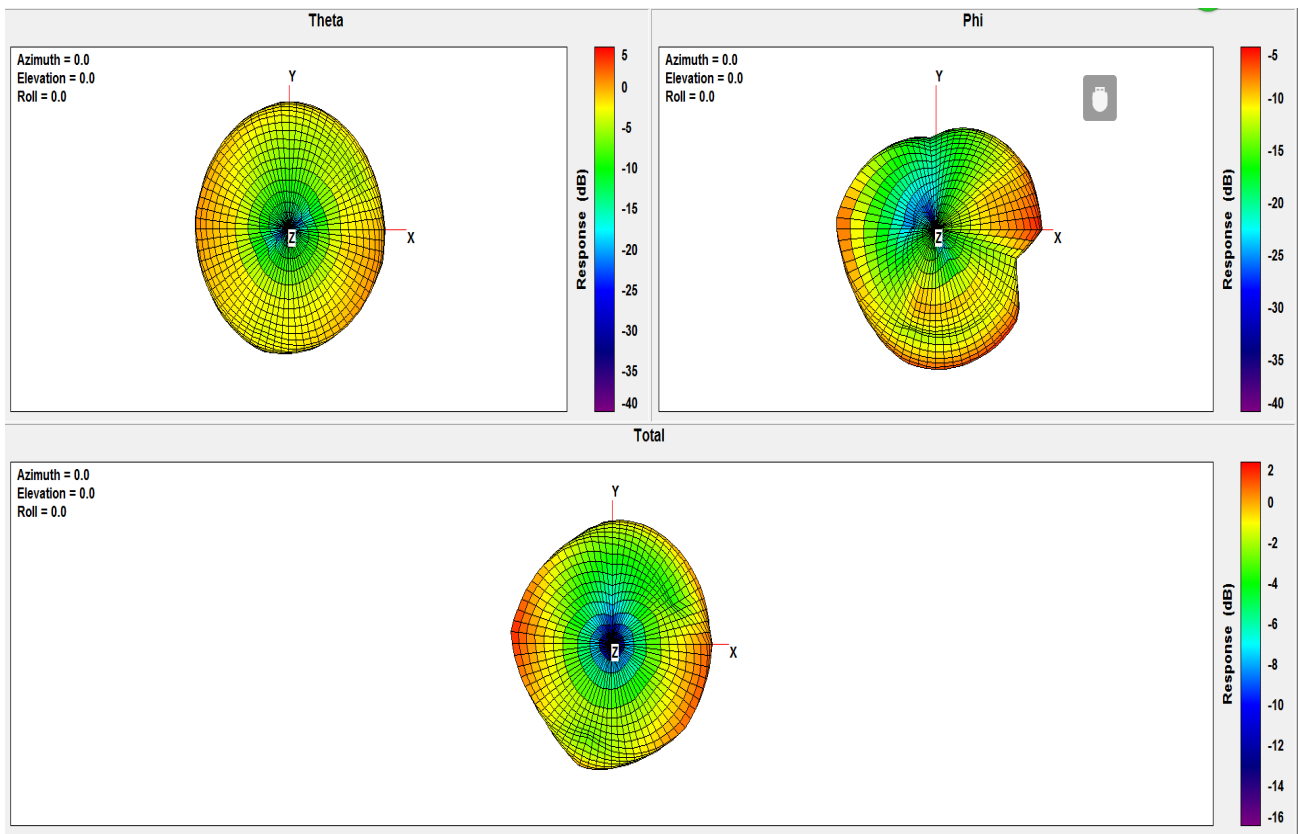 Theta
Azimuth = 0.0
Elevation = 0.0
Roll = 0.0
Y
X
Z
5
0
-5
-10
-15
-20
-25
-30
-35
-40
Response (dB)
Phi
Azimuth = 0.0
Elevation = 0.0
Roll = 0.0
Y
X
Z
-5
-10
-15
-20
-25
-30
-35
-40
Response (dB)
Total
Azimuth = 0.0
Elevation = 0.0
Roll = 0.0
Y
X
Z
2
0
-2
-4
-6
-8
-10
-12
-14
-16
Response (dB)